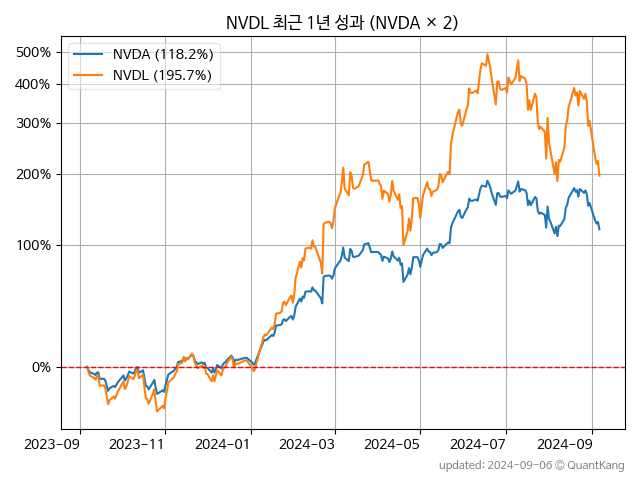 NVDL 최근 1년 성과 (NVDA × 2)
NVDA (118.2%)
NVDL (195.7%)
500%
400%
300%
200%
100%
0%
2023-09 2023-11 2024-01 2024-03 2024-05 2024-07 2024-09
updated: 2024-09-06 © QuantKang